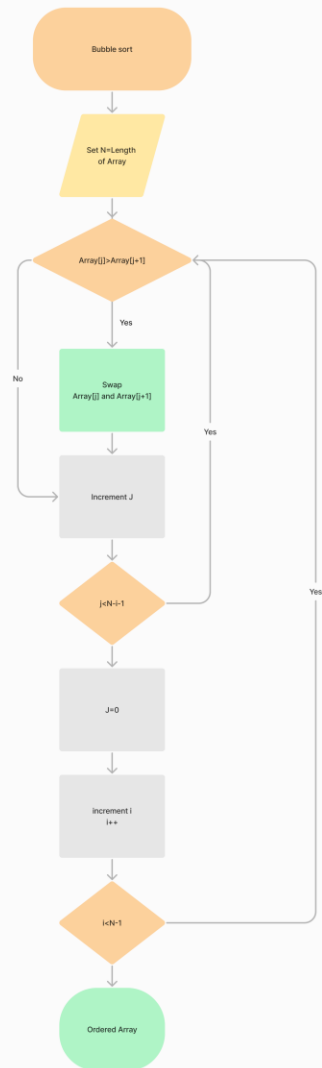 Bubble sort
Set N=Length
of Array
Array[j]>Array[j+1]
Yes
No
Swap
Array[j] and Array[j+1]
Yes
Increment J
j<N-i-1
Yes
J=0
increment i
i++
i<N-1
Ordered Array